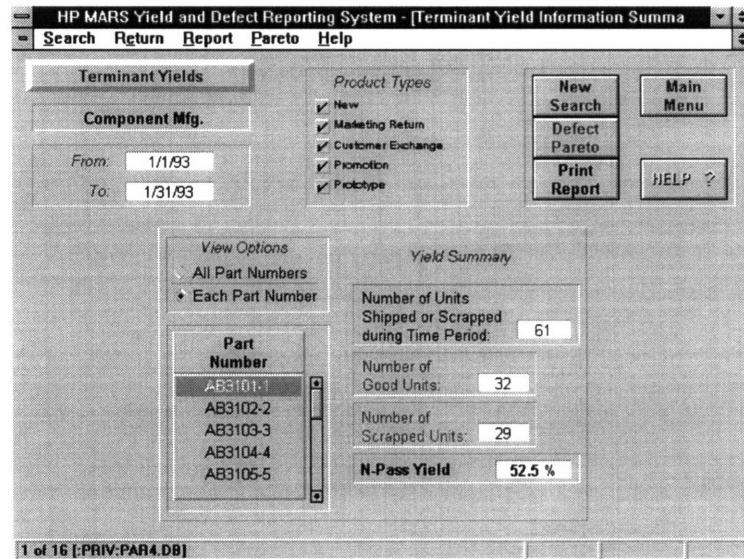 HP MARS Yield and Defect Reporting System - [Terminant Yield Information Summa
Search Return Report Pareto Help
Terminant Yields
Component Mfg.
From: 1/1/93
To: 1/31/93
Product Types
New
Marketing Return
Customer Exchange
Promotion
Prototype
New Search
Main Menu
Defect Pareto
Print Report
HELP ?
View Options
All Part Numbers
Each Part Number
Part
Number
AB3101-1
AB3102-2
AB3103-3
AB3104-4
AB3105-5
Yield Summary
Number of Units
Shipped or Scrapped
during Time Period: 61
Number of
Good Units: 32
Number of
Scrapped Units: 29
N-Pass Yield 52.5 %
1 of 16 [:PRIV:PAR4.DB]